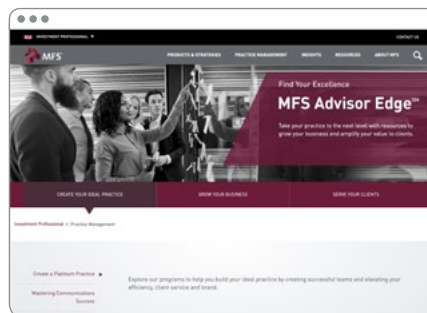 INVESTMENT PROFESSIONAL
CONTACT US
MFS
PRODUCTS & STRATEGIES
PRACTICE MANAGEMENT
INSIGHTS
RESOURCES
ABOUT MFS
Find Your Excellence
MFS Advisor Edge℠
Take your practice to the next level with resources to
grow your business and amplify your value to clients.
CREATE YOUR IDEAL PRACTICE
GROW YOUR BUSINESS
SERVE YOUR CLIENTS
Investment Professional > Practice Management
Create a Platinum Practice
Mastering Communications
Success
Explore our programs to help you build your ideal practice by creating successful teams and elevating your
efficiency, client service and brand.